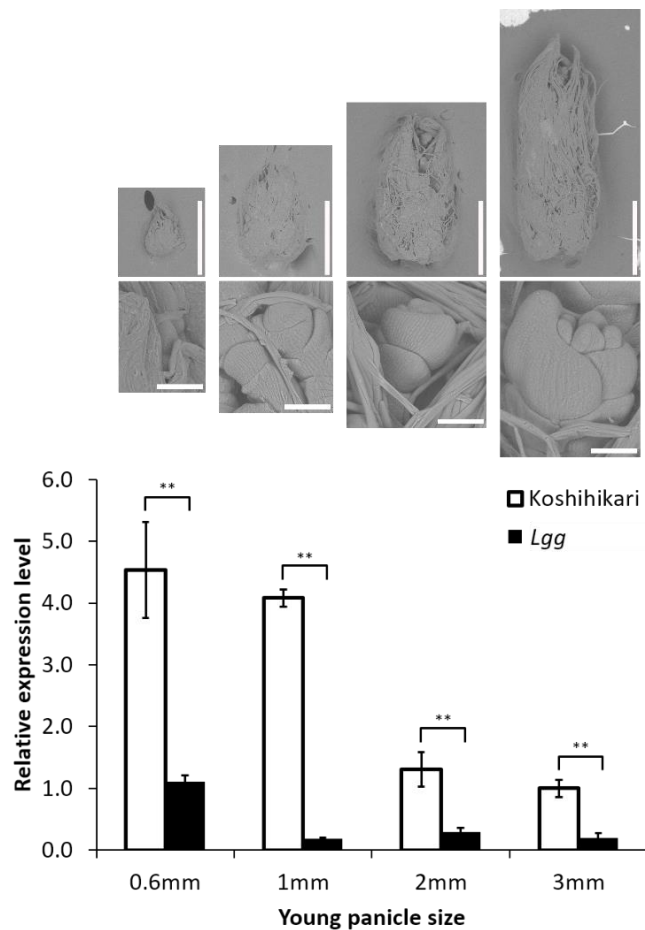 6.0
5.0
4.0
3.0
2.0
1.0
0.0
Relative expression level
**
**
**
**
Koshihikari
Lgg
0.6mm
1mm
2mm
3mm
Young panicle size